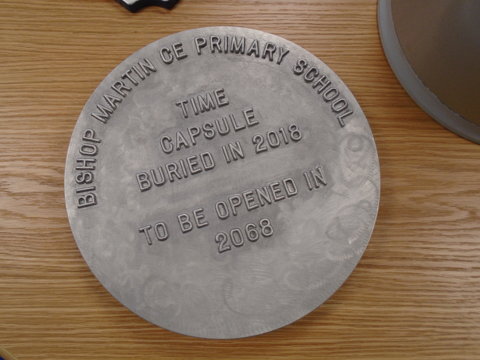 BISHOP MARTIN CE PRIMARY SCHOOL
TIME
CAPSULE
BURIED IN 2018
TO BE OPENED IN
2068